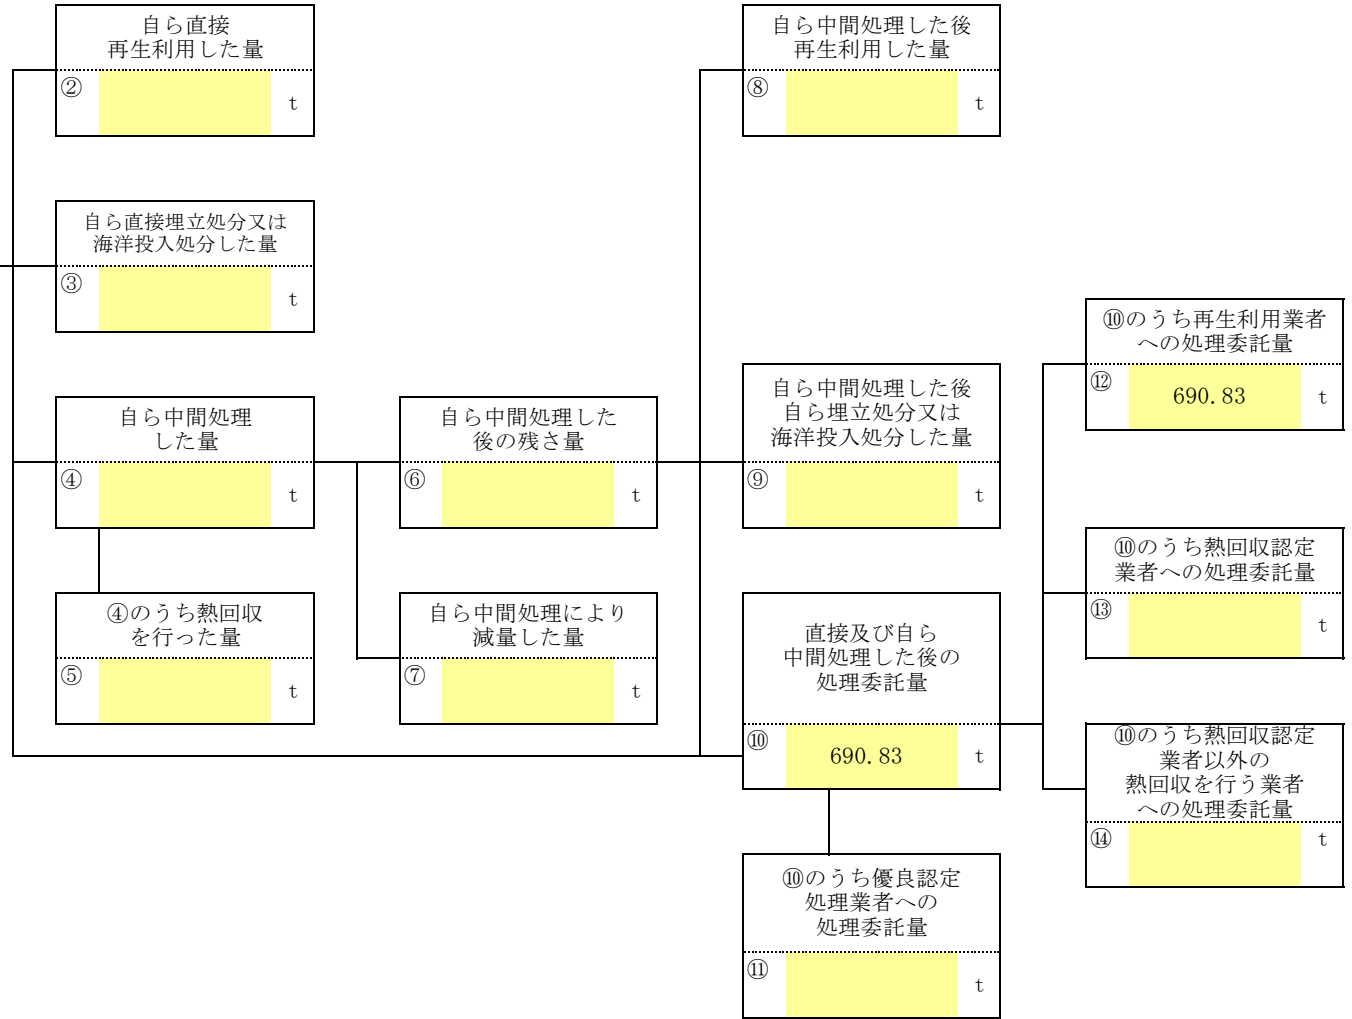 自ら直接
再生利用した量
②
t
自ら中間処理した後
再生利用した量
⑧
t
自ら直接埋立処分又は
海洋投入処分した量
③
t
⑩のうち再生利用業者
への処理委託量
⑫
690.83
t
自ら中間処理
した量
④
t
自ら中間処理した
後の残さ量
⑥
t
自ら中間処理した後
自ら埋立処分又は
海洋投入処分した量
⑨
t
⑩のうち熱回収認定
業者への処理委託量
⑬
t
④のうち熱回収
を行った量
⑤
t
自ら中間処理により
減量した量
⑦
t
直接及び自ら
中間処理した後の
処理委託量
⑩
690.83
t
⑩のうち熱回収認定
業者以外の
熱回収を行う業者
への処理委託量
⑭
t
⑩のうち優良認定
処理業者への
処理委託量
⑪
t